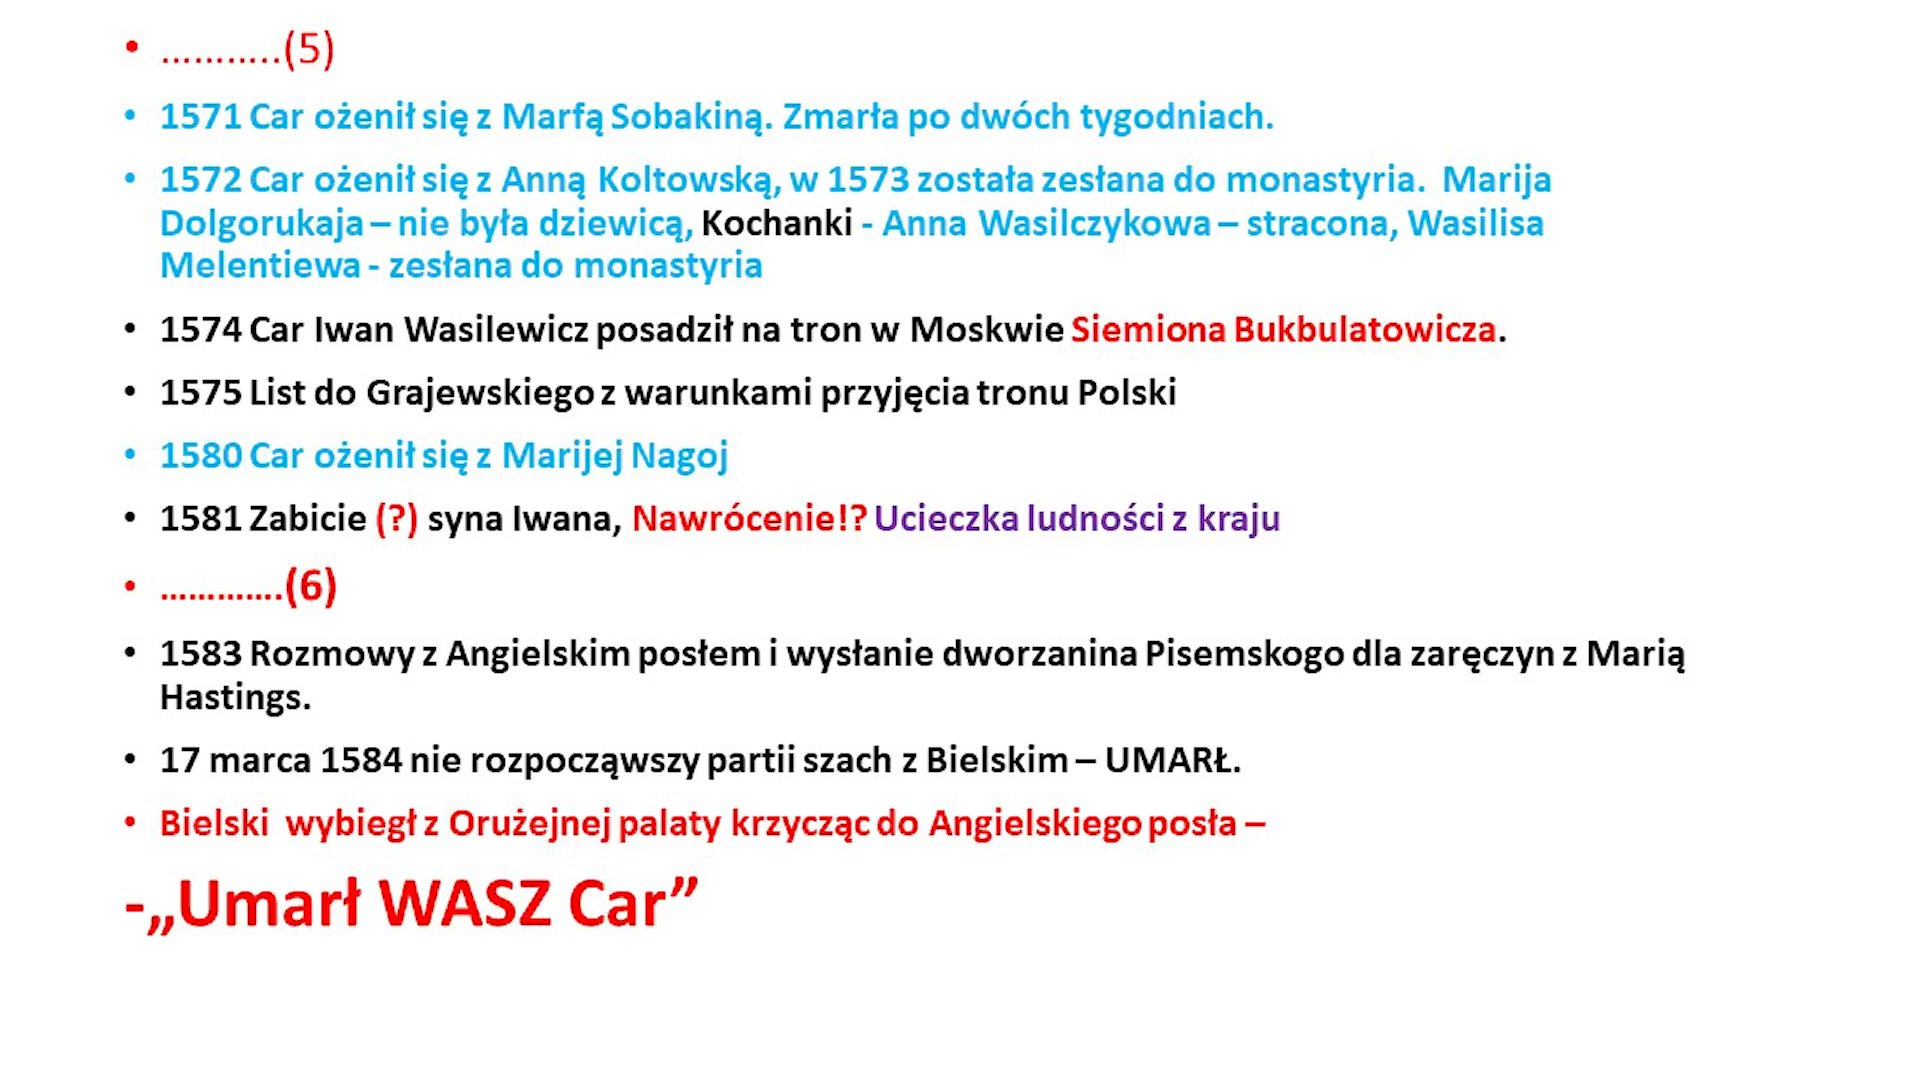 • ………..(5)
• 1571 Car ożenił się z Marfą Sobakiną. Zmarła po dwóch tygodniach.
• 1572 Car ożenił się z Anną Koltowską, w 1573 została zesłana do monastyria. Marija
Dolgorukaja – nie była dziewicą, Kochanki - Anna Wasilczykowa – stracona, Wasilisa
Melentiewa - zesłana do monastyria
• 1574 Car Iwan Wasilewicz posadził na tron w Moskwie Siemiona Bukbulatowicza.
• 1575 List do Grajewskiego z warunkami przyjęcia tronu Polski
• 1580 Car ożenił się z Marijej Nagoj
• 1581 Zabicie (?) syna Iwana, Nawrócenie!? Ucieczka ludności z kraju
• ………….(6)
• 1583 Rozmowy z Angielskim posłem i wysłanie dworzanina Pisemskogo dla zaręczyn z Marią
Hastings.
• 17 marca 1584 nie rozpocząwszy partii szach z Bielskim – UMARŁ.
• Bielski wybiegł z Orużejnej palaty krzycząc do Angielskiego posła –
-„Umarł WASZ Car”